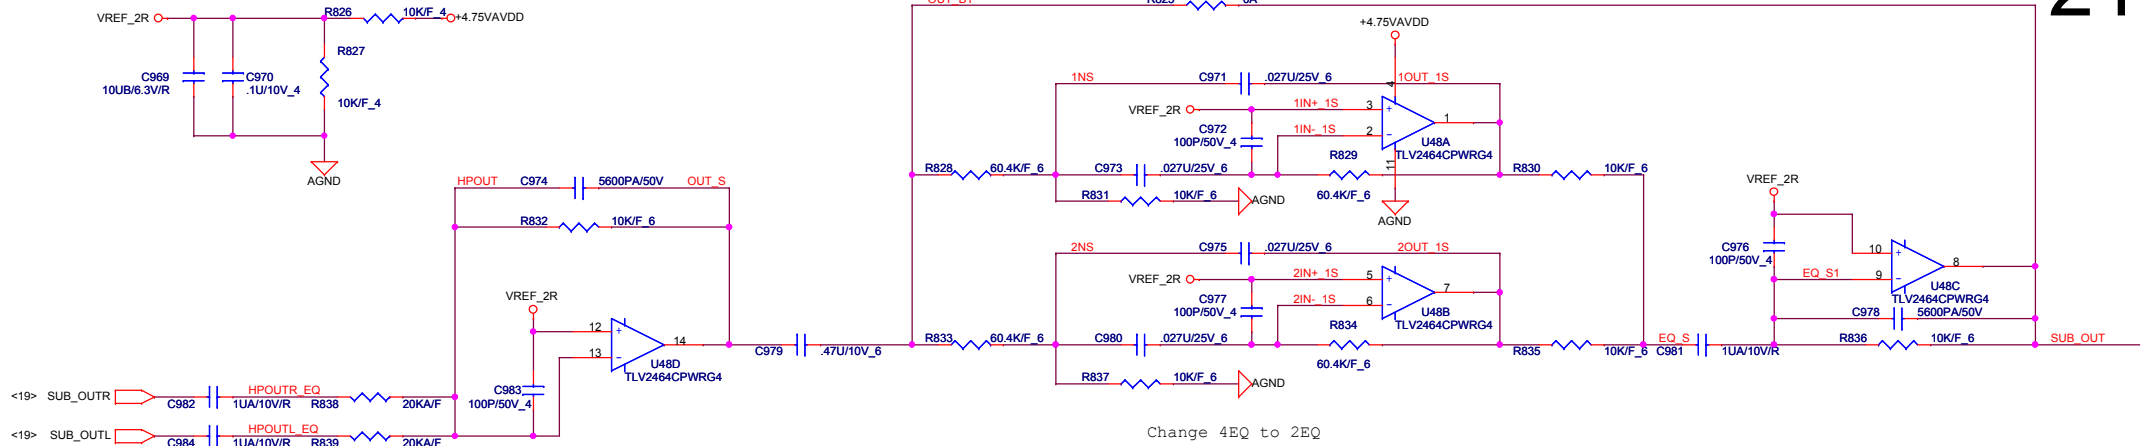 VREF_2R
R826
10K/F_4
+4.75VAVDD
R827
10K/F_4
C969
10UB/6.3V/R
C970
.1U/10V_4
AGND
HPOUT
C974
5600PA/50V
OUT_S
R832
10K/F_6
VREF_2R
12
13
14
U48D
TLV2464CPWRG4
C983
100P/50V_4
<19> SUB_OUTR
C982
HPOUTR_EQ
1UA/10V/R
R838
20KA/F
<19> SUB_OUTL
C984
HPOUTL_EQ
1UA/10V/R
R839
20KA/F
C979
.47U/10V_6
+4.75VAVDD
1NS
C971
.027U/25V_6
1OUT_1S
VREF_2R
1IN+_1S
3
4
C972
100P/50V_4
1IN-_1S
2
1
11
U48A
TLV2464CPWRG4
R828
60.4K/F_6
C973
.027U/25V_6
R829
60.4K/F_6
R830
10K/F_6
R831
10K/F_6
AGND
AGND
2NS
C975
.027U/25V_6
2OUT_1S
VREF_2R
2IN+_1S
5
C977
100P/50V_4
2IN-_1S
6
7
U48B
TLV2464CPWRG4
R833
60.4K/F_6
C980
.027U/25V_6
R834
60.4K/F_6
R835
10K/F_6
R837
10K/F_6
AGND
VREF_2R
C976
100P/50V_4
10
EQ_S1
9
8
U48C
TLV2464CPWRG4
C978
5600PA/50V
EQ_S
C981
1UA/10V/R
R836
10K/F_6
SUB_OUT
Change 4EQ to 2EQ